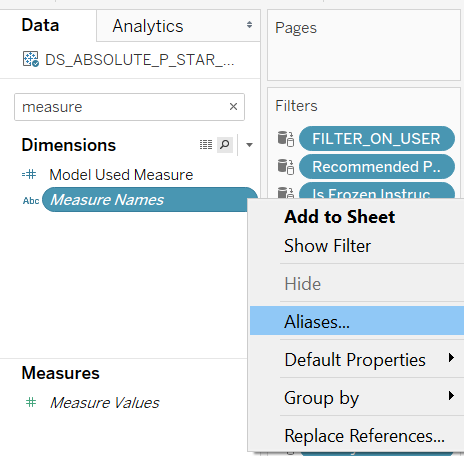 Data
Analytics
Pages
DS_ABSOLUTE_P_STAR_...
measure
Filters
Dimensions
FILTER_ON_USER
=# Model Used Measure
Recommended P..
Abc Measure Names
Is Frozen Instruc
Add to Sheet
Show Filter
Hide
Aliases...
Default Properties
Group by
Replace References...
Measures
# Measure Values